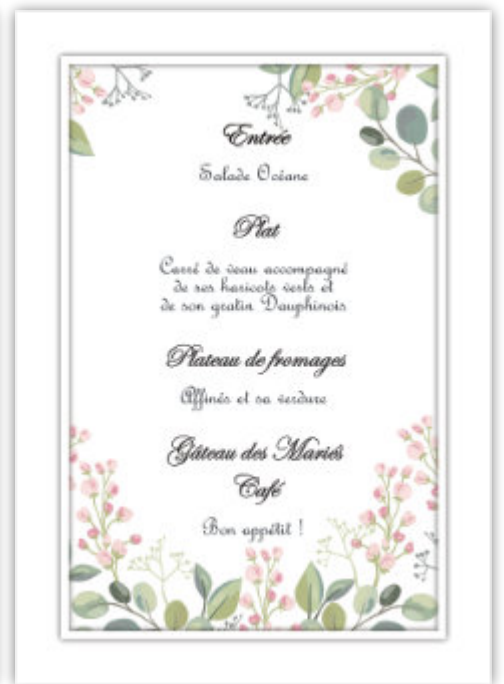 Entrée
Salade Océane
Plat
Carré de veau accompagné
de ses haricots verts et
de son gratin Dauphinois
Plateau de fromages
Affinés et sa verdure
Gâteau des Mariés
Café
Bon appétit !